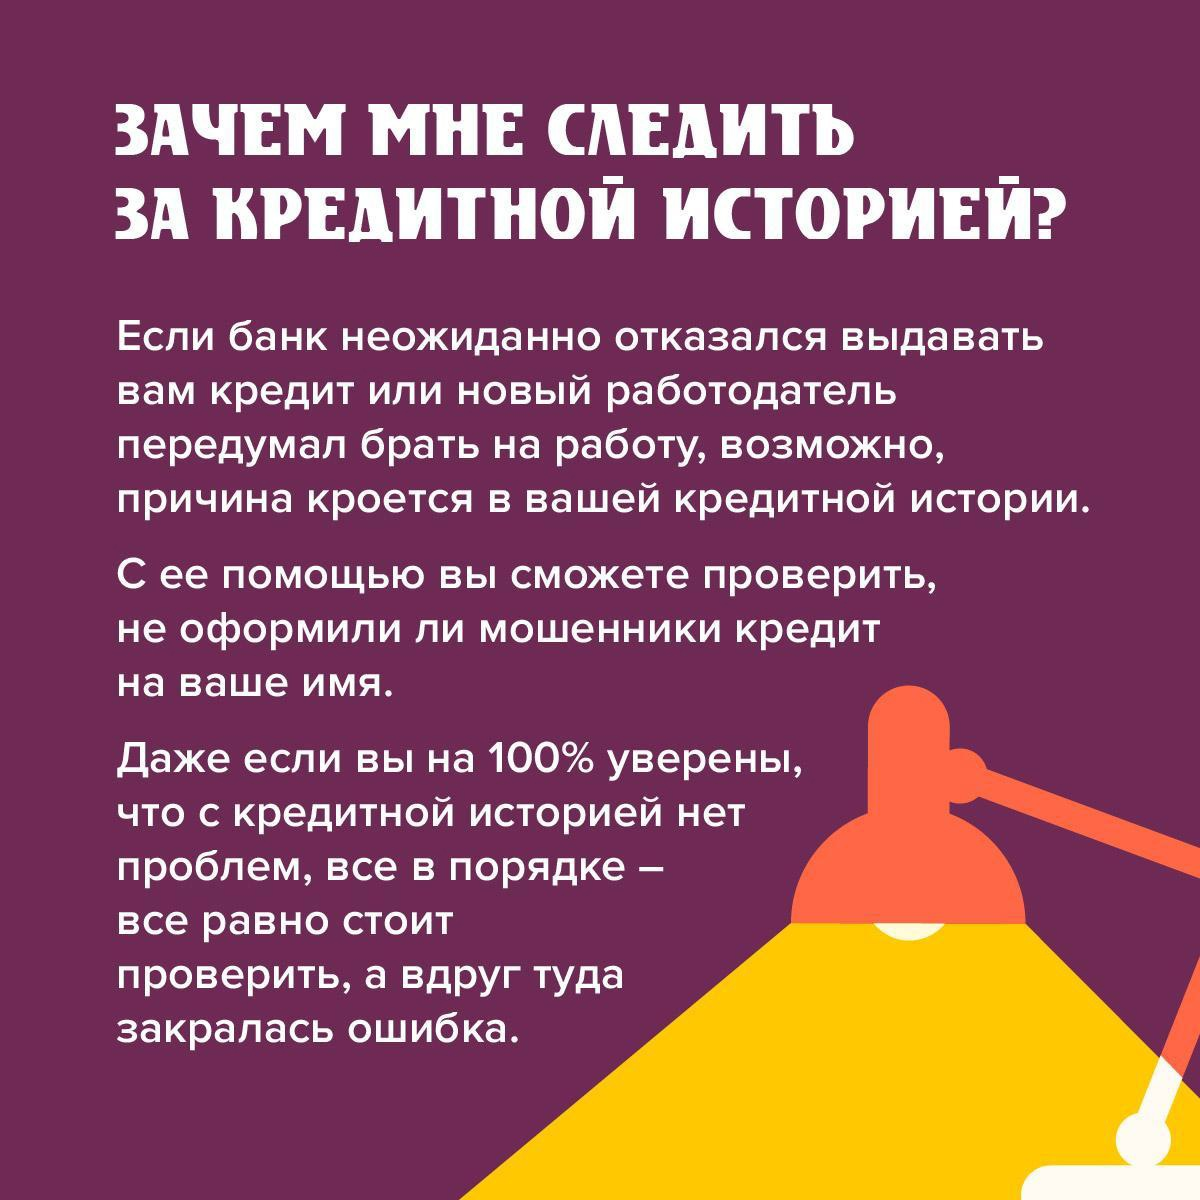 ЗАЧЕМ МНЕ СЛЕДИТЬ
ЗА КРЕДИТНОЙ ИСТОРИЕЙ?
Если банк неожиданно отказался выдавать
вам кредит или новый работодатель
передумал брать на работу, возможно,
причина кроется в вашей кредитной истории.
С ее помощью вы сможете проверить,
не оформили ли мошенники кредит
на ваше имя.
Даже если вы на 100% уверены,
что с кредитной историей нет
проблем, все в порядке –
все равно стоит
проверить, а вдруг туда
закралась ошибка.